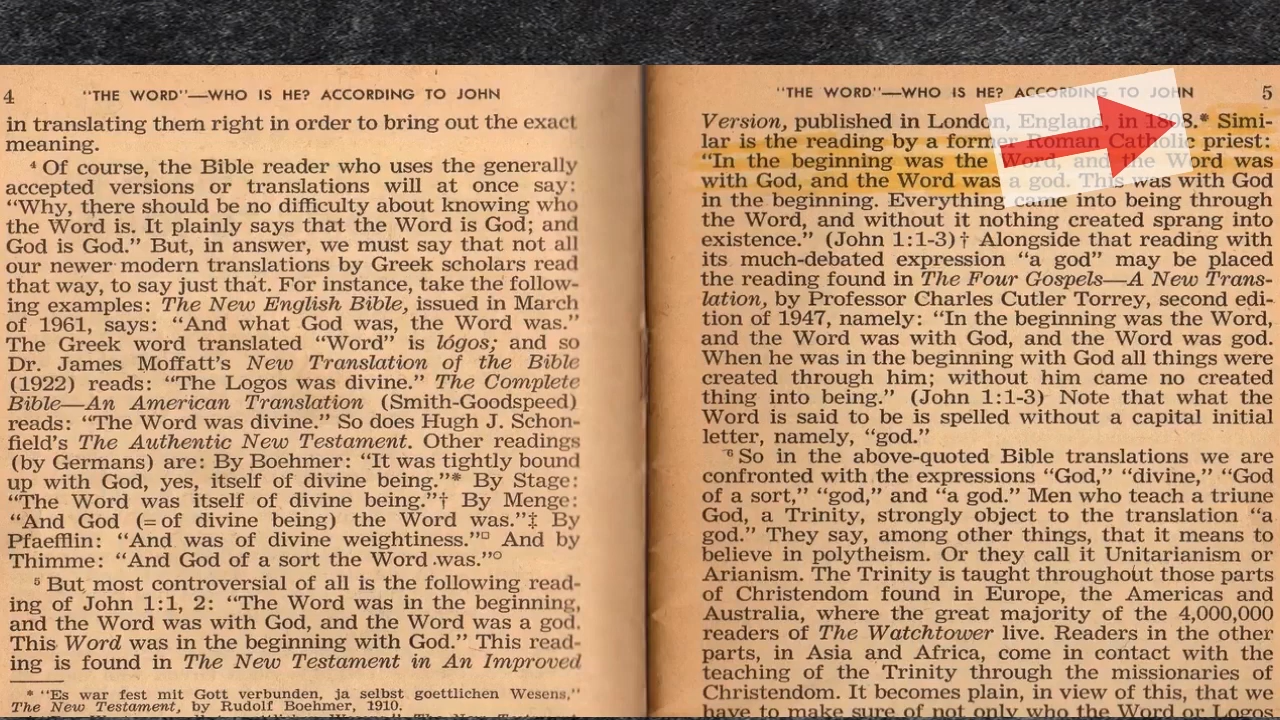 4 "THE WORD"—WHO IS HE? ACCORDING TO JOHN
in translating them right in order to bring out the exact
meaning.
⁴ Of course, the Bible reader who uses the generally
accepted versions or translations will at once say:
“Why, there should be no difficulty about knowing who
the Word is. It plainly says that the Word is God; and
God is God.” But, in answer, we must say that not all
our newer modern translations by Greek scholars read
that way, to say just that. For instance, take the follow-
ing examples: The New English Bible, issued in March
of 1961, says: “And what God was, the Word was.”
The Greek word translated “Word” is lógos; and so
Dr. James Moffatt’s New Translation of the Bible
(1922) reads: “The Logos was divine.” The Complete
Bible—An American Translation (Smith-Goodspeed)
reads: “The Word was divine.” So does Hugh J. Schon-
field’s The Authentic New Testament. Other readings
(by Germans) are: By Boehmer: “It was tightly bound
up with God, yes, itself of divine being.”* By Stage:
“The Word was itself of divine being.”† By Menge:
“And God (=of divine being) the Word was.”‡ By
Pfaefflin: “And was of divine weightiness.”□ And by
Thimme: “And God of a sort the Word was.”○
⁵ But most controversial of all is the following read-
ing of John 1:1, 2: “The Word was in the beginning,
and the Word was with God, and the Word was a god.
This Word was in the beginning with God.” This read-
ing is found in The New Testament in An Improved
* “Es war fest mit Gott verbunden, ja selbst goettlichen Wesens,”
The New Testament, by Rudolf Boehmer, 1910.
"THE WORD"—WHO IS HE? ACCORDING TO JOHN 5
Version, published in London, England, in 1808.* Simi-
lar is the reading by a former Roman Catholic priest:
“In the beginning was the Word, and the Word was
with God, and the Word was a god. This was with God
in the beginning. Everything came into being through
the Word, and without it nothing created sprang into
existence.” (John 1:1-3)† Alongside that reading with
its much-debated expression “a god” may be placed
the reading found in The Four Gospels—A New Trans-
lation, by Professor Charles Cutler Torrey, second edi-
tion of 1947, namely: “In the beginning was the Word,
and the Word was with God, and the Word was god.
When he was in the beginning with God all things were
created through him; without him came no created
thing into being.” (John 1:1-3) Note that what the
Word is said to be is spelled without a capital initial
letter, namely, “god.”
⁶ So in the above-quoted Bible translations we are
confronted with the expressions “God,” “divine,” “God
of a sort,” “god,” and “a god.” Men who teach a triune
God, a Trinity, strongly object to the translation “a
god.” They say, among other things, that it means to
believe in polytheism. Or they call it Unitarianism or
Arianism. The Trinity is taught throughout those parts
of Christendom found in Europe, the Americas and
Australia, where the great majority of the 4,000,000
readers of The Watchtower live. Readers in the other
parts, in Asia and Africa, come in contact with the
teaching of the Trinity through the missionaries of
Christendom. It becomes plain, in view of this, that we
have to make sure of not only who the Word or Logos